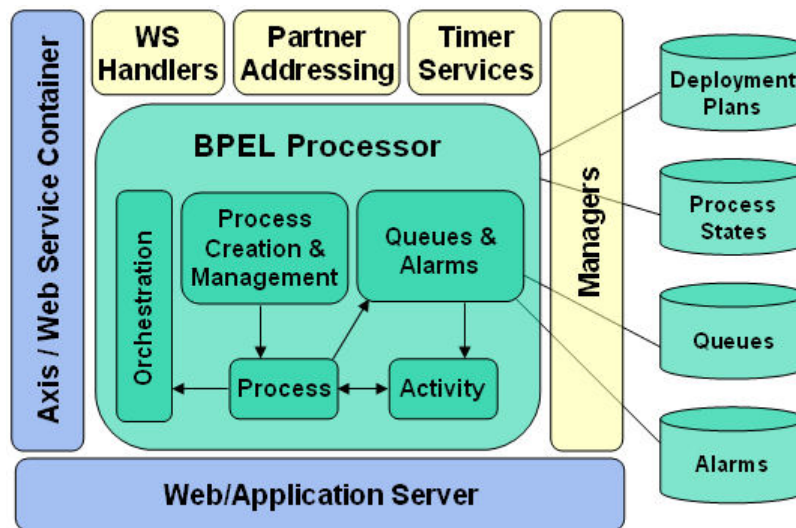 WS
Handlers
Partner
Addressing
Timer
Services
Axis / Web Service Container
BPEL Processor
Orchestration
Process
Creation &
Management
Queues &
Alarms
Process
Activity
Managers
Web/Application Server
Deployment
Plans
Process
States
Queues
Alarms